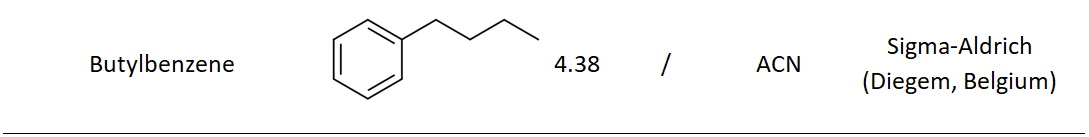 Butylbenzene 4.38 / ACN Sigma-Aldrich
(Diegem, Belgium)